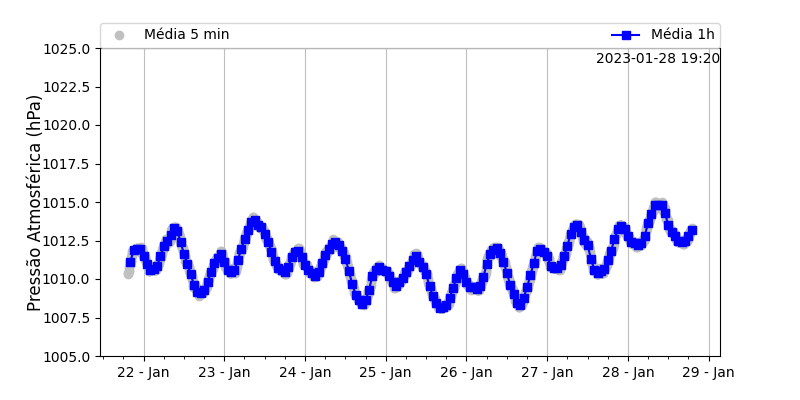 Média 5 min
Média 1h
2023-01-28 19:20
Pressão Atmosférica (hPa)
1025.0
1022.5
1020.0
1017.5
1015.0
1012.5
1010.0
1007.5
1005.0
22 - Jan
23 - Jan
24 - Jan
25 - Jan
26 - Jan
27 - Jan
28 - Jan
29 - Jan